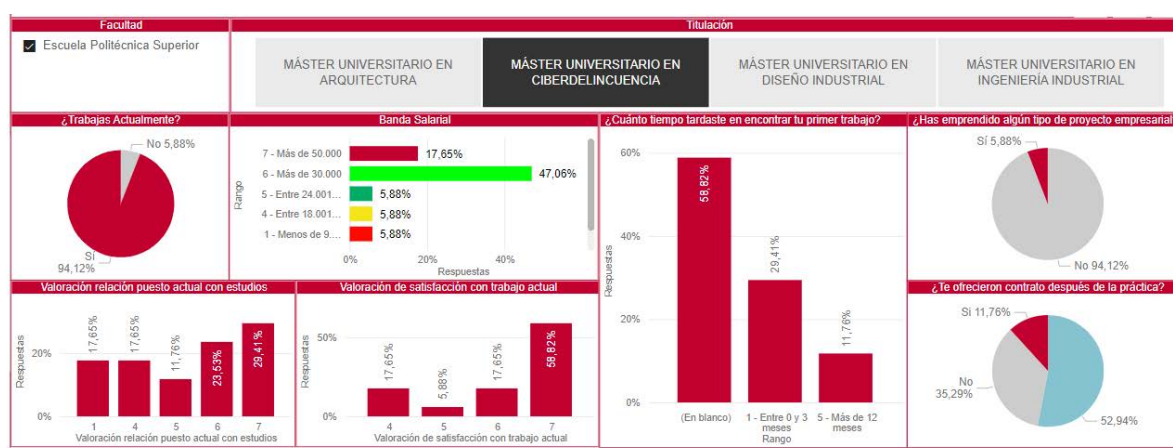 Facultad
Titulación
Escuela Politécnica Superior
MÁSTER UNIVERSITARIO EN
ARQUITECTURA
MÁSTER UNIVERSITARIO EN
CIBERDELINCUENCIA
MÁSTER UNIVERSITARIO EN
DISEÑO INDUSTRIAL
MÁSTER UNIVERSITARIO EN
INGENIERÍA INDUSTRIAL
¿Trabajas Actualmente?
No 5,88%
Sí
94,12%
Banda Salarial
Rango
7 - Más de 50.000
17,65%
6 - Más de 30.000
47,06%
5 - Entre 24.001...
5,88%
4 - Entre 18.001...
5,88%
1 - Menos de 9....
5,88%
0%
20%
40%
Respuestas
¿Cuánto tiempo tardaste en encontrar tu primer trabajo?
Respuestas
60%
40%
20%
0%
58,82%
29,41%
11,76%
(En blanco)
1 - Entre 0 y 3
meses
5 - Más de 12
meses
Rango
¿Has emprendido algún tipo de proyecto empresarial
Sí 5,88%
No 94,12%
Valoración relación puesto actual con estudios
Respuestas
20%
0%
17,65%
17,65%
11,76%
23,53%
29,41%
1
4
5
6
7
Valoración relación puesto actual con estudios
Valoración de satisfacción con trabajo actual
Respuestas
50%
0%
17,65%
5,88%
17,65%
58,82%
4
5
6
7
Valoración de satisfacción con trabajo actual
¿Te ofrecieron contrato después de la práctica?
Si 11,76%
No
35,29%
52,94%